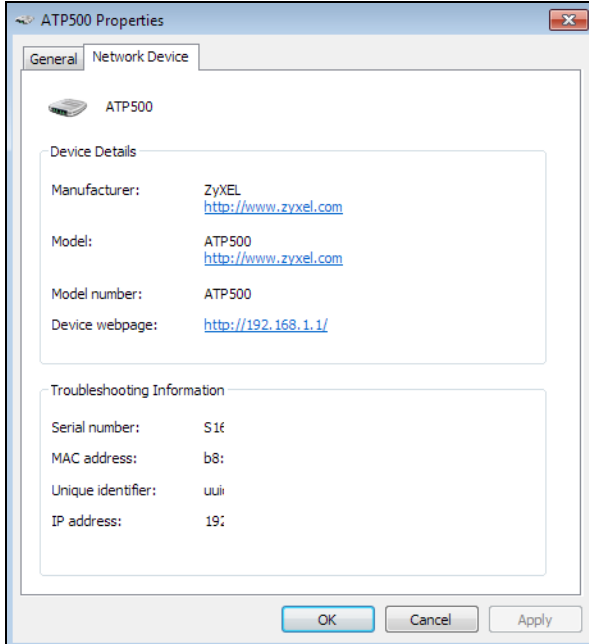 ATP500 Properties
General
Network Device
ATP500
Device Details
Manufacturer: ZyXEL
http://www.zyxel.com
Model: ATP500
http://www.zyxel.com
Model number: ATP500
Device webpage: http://192.168.1.1/
Troubleshooting Information
Serial number: S16
MAC address: b8:
Unique identifier:
IP address: 192
OK
Cancel
Apply